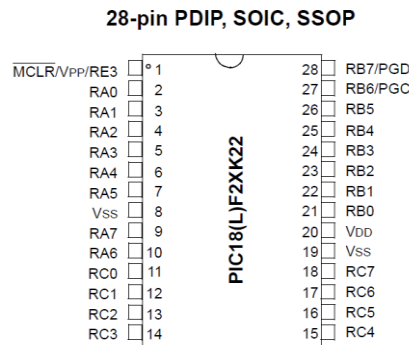 28-pin PDIP, SOIC, SSOP
MCLR/VPP/RE3 1 28 RB7/PGD
RA0 2 27 RB6/PGC
RA1 3 26 RB5
RA2 4 25 RB4
RA3 5 24 RB3
RA4 6 23 RB2
RA5 7 22 RB1
VSS 8 21 RB0
RA7 9 20 VDD
RA6 10 19 VSS
RC0 11 18 RC7
RC1 12 17 RC6
RC2 13 16 RC5
RC3 14 15 RC4
PIC18(L)F2XK22